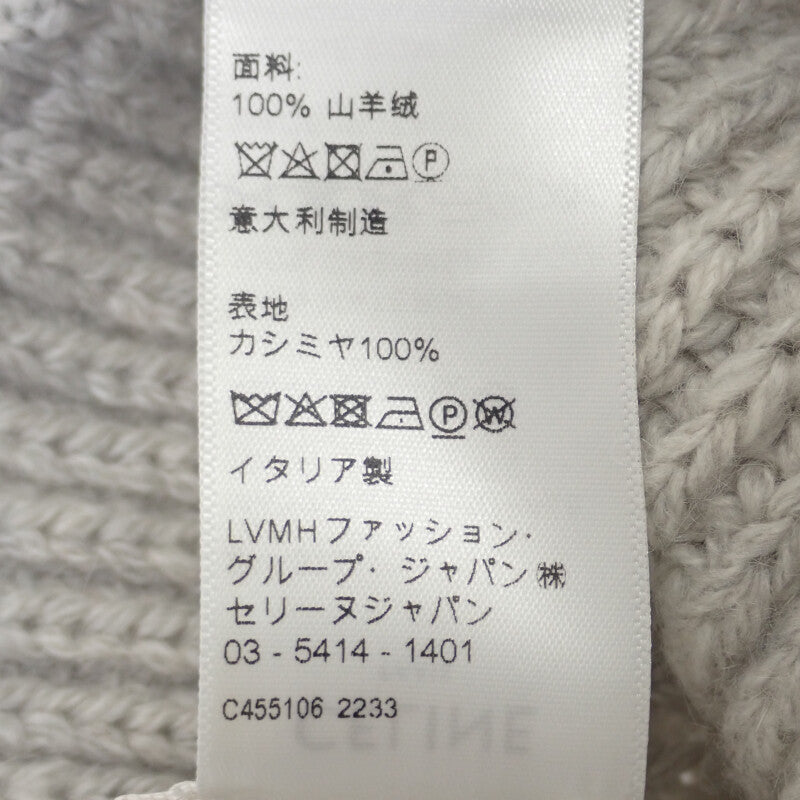 面料:
100% 山羊绒
P
意大利制造
表地
カシミヤ100%
P W
イタリア製
LVMHファッション・
グループ・ジャパン㈱
セリーヌジャパン
03 - 5414 - 1401
C455106 2233
CELINE